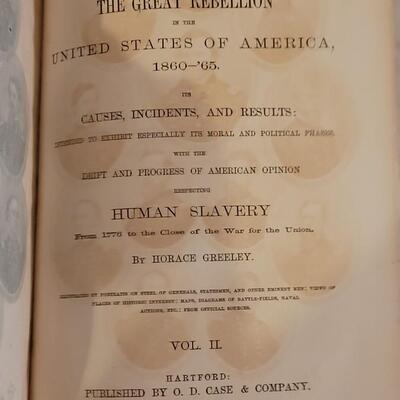 THE GREAT REBELLION
IN THE
UNITED STATES OF AMERICA,
1860–'65.
ITS
CAUSES, INCIDENTS, AND RESULTS:
INTENDED TO EXHIBIT ESPECIALLY ITS MORAL AND POLITICAL PHASES,
WITH THE
DRIFT AND PROGRESS OF AMERICAN OPINION
RESPECTING
HUMAN SLAVERY
From 1776 to the Close of the War for the Union.
By HORACE GREELEY.
ILLUSTRATED BY PORTRAITS ON STEEL OF GENERALS, STATESMEN, AND OTHER EMINENT MEN; VIEWS OF
PLACES OF HISTORIC INTEREST; MAPS, DIAGRAMS OF BATTLE-FIELDS, NAVAL
ACTIONS, ETC.; FROM OFFICIAL SOURCES.
VOL. II.
HARTFORD:
PUBLISHED BY O. D. CASE & COMPANY.